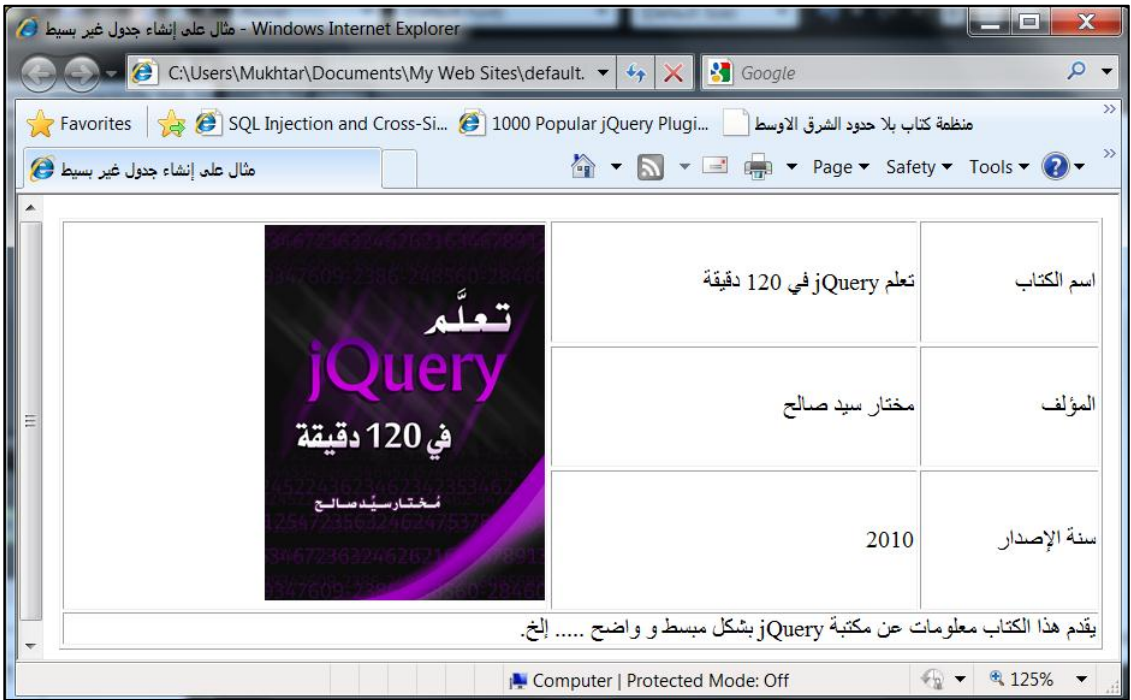 مثال على إنشاء جدول غير بسيط - Windows Internet Explorer
C:\Users\Mukhtar\Documents\My Web Sites\default.
Google
Favorites
SQL Injection and Cross-Si...
1000 Popular jQuery Plugi...
منظمة كتاب بلا حدود الشرق الاوسط
مثال على إنشاء جدول غير بسيط
Page Safety Tools
اسم الكتاب
تعلم jQuery في 120 دقيقة
المؤلف
مختار سيد صالح
سنة الإصدار
2010
تعلَّم
jQuery
في 120 دقيقة
مُختار سيِّد صالح
يقدم هذا الكتاب معلومات عن مكتبة jQuery بشكل مبسط و واضح ..... إلخ.
Computer | Protected Mode: Off
125%